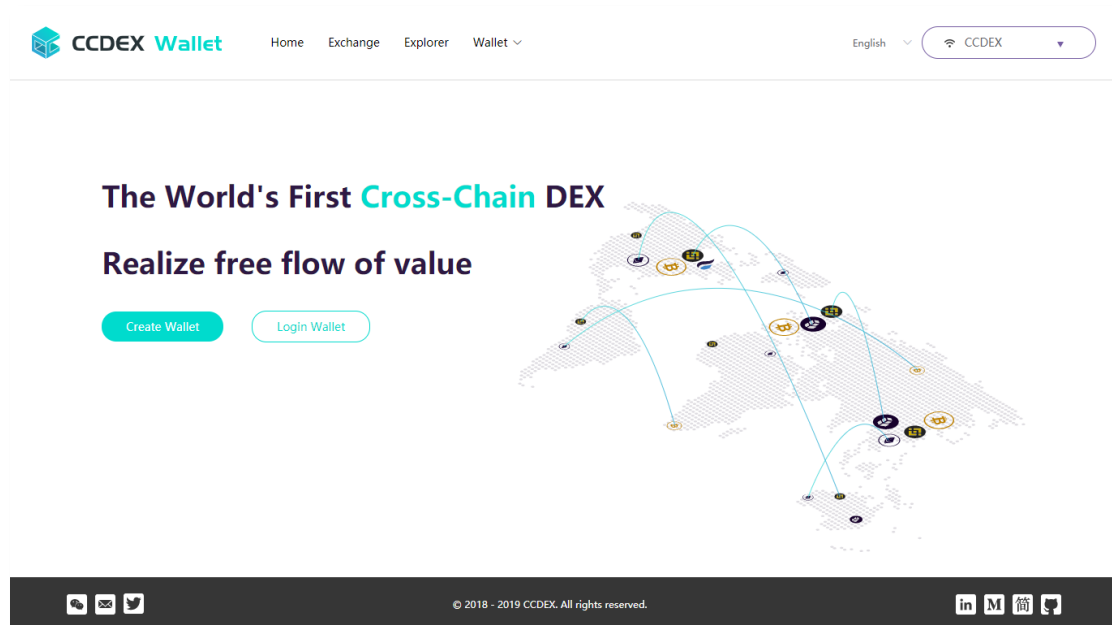 CCDEX Wallet
Home Exchange Explorer Wallet
English
CCDEX
The World's First Cross-Chain DEX
Realize free flow of value
Create Wallet Login Wallet
© 2018 - 2019 CCDEX. All rights reserved.
in M 简